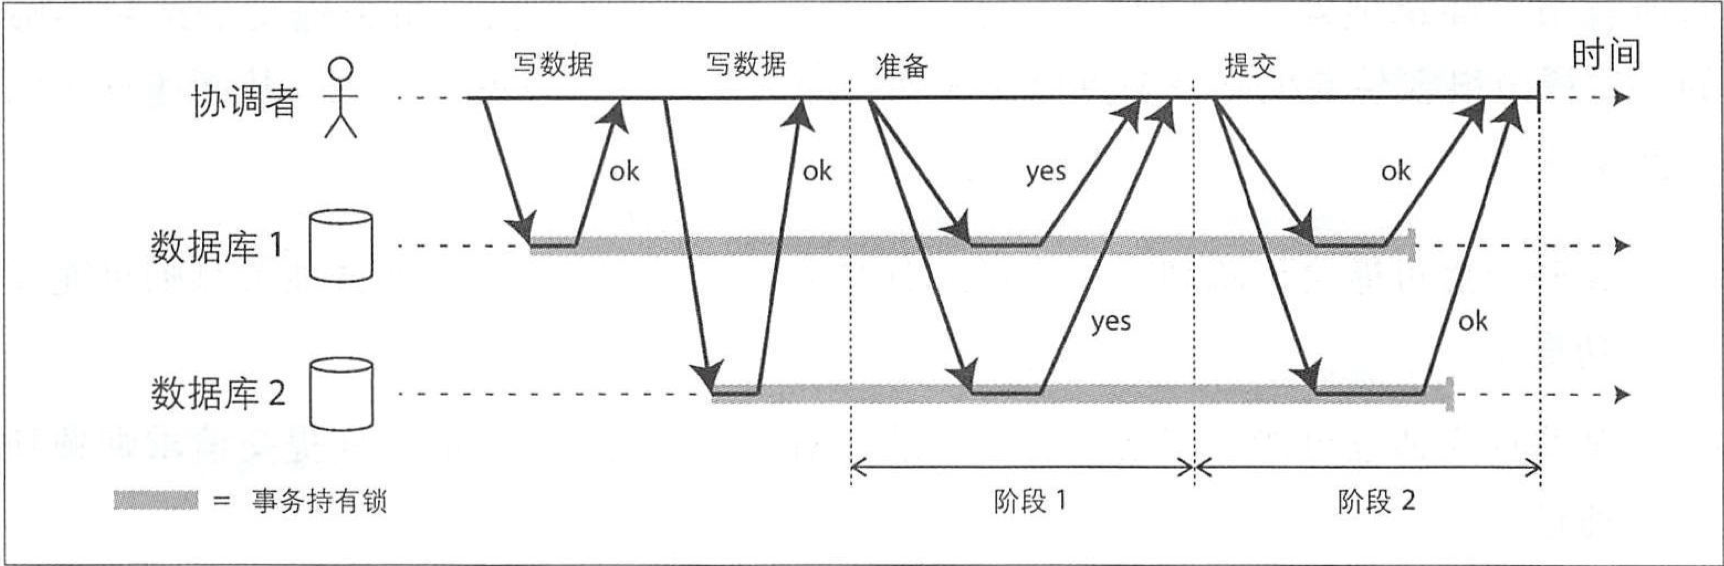 写数据
写数据
准备
提交
时间
协调者
ok
ok
yes
ok
数据库 1
yes
ok
数据库 2
= 事务持有锁
阶段 1
阶段 2